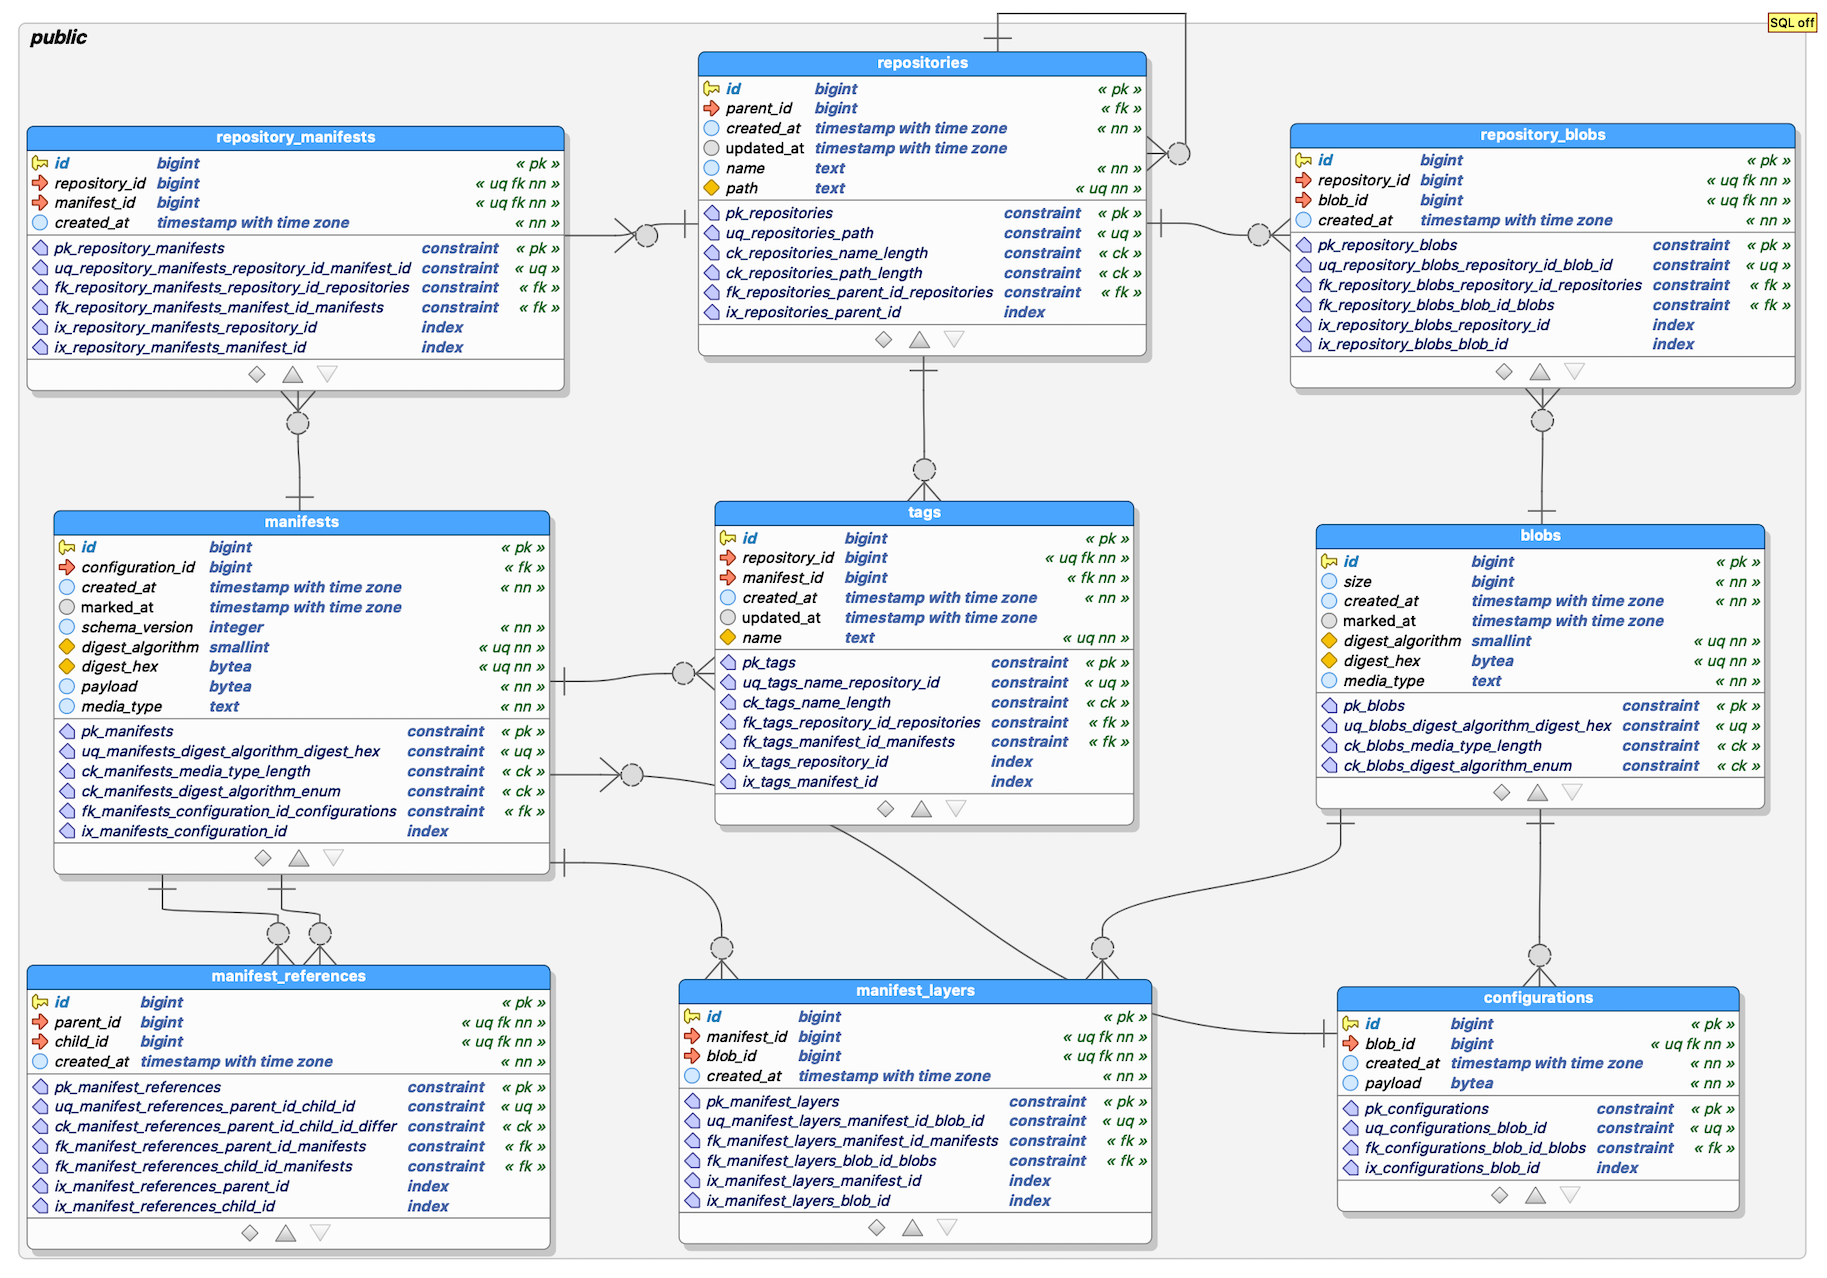 public
SQL off
repositories
id bigint « pk »
parent_id bigint « fk »
created_at timestamp with time zone « nn »
updated_at timestamp with time zone
name text « nn »
path text « uq nn »
pk_repositories constraint « pk »
uq_repositories_path constraint « uq »
ck_repositories_name_length constraint « ck »
ck_repositories_path_length constraint « ck »
fk_repositories_parent_id_repositories constraint « fk »
ix_repositories_parent_id index
repository_manifests
id bigint « pk »
repository_id bigint « uq fk nn »
manifest_id bigint « uq fk nn »
created_at timestamp with time zone « nn »
pk_repository_manifests constraint « pk »
uq_repository_manifests_repository_id_manifest_id constraint « uq »
fk_repository_manifests_repository_id_repositories constraint « fk »
fk_repository_manifests_manifest_id_manifests constraint « fk »
ix_repository_manifests_repository_id index
ix_repository_manifests_manifest_id index
repository_blobs
id bigint « pk »
repository_id bigint « uq fk nn »
blob_id bigint « uq fk nn »
created_at timestamp with time zone « nn »
pk_repository_blobs constraint « pk »
uq_repository_blobs_repository_id_blob_id constraint « uq »
fk_repository_blobs_repository_id_repositories constraint « fk »
fk_repository_blobs_blob_id_blobs constraint « fk »
ix_repository_blobs_repository_id index
ix_repository_blobs_blob_id index
manifests
id bigint « pk »
configuration_id bigint « fk »
created_at timestamp with time zone « nn »
marked_at timestamp with time zone
schema_version integer « nn »
digest_algorithm smallint « uq nn »
digest_hex bytea « uq nn »
payload bytea « nn »
media_type text « nn »
pk_manifests constraint « pk »
uq_manifests_digest_algorithm_digest_hex constraint « uq »
ck_manifests_media_type_length constraint « ck »
ck_manifests_digest_algorithm_enum constraint « ck »
fk_manifests_configuration_id_configurations constraint « fk »
ix_manifests_configuration_id index
tags
id bigint « pk »
repository_id bigint « uq fk nn »
manifest_id bigint « fk nn »
created_at timestamp with time zone « nn »
updated_at timestamp with time zone
name text « uq nn »
pk_tags constraint « pk »
uq_tags_name_repository_id constraint « uq »
ck_tags_name_length constraint « ck »
fk_tags_repository_id_repositories constraint « fk »
fk_tags_manifest_id_manifests constraint « fk »
ix_tags_repository_id index
ix_tags_manifest_id index
blobs
id bigint « pk »
size bigint « nn »
created_at timestamp with time zone « nn »
marked_at timestamp with time zone
digest_algorithm smallint « uq nn »
digest_hex bytea « uq nn »
media_type text « nn »
pk_blobs constraint « pk »
uq_blobs_digest_algorithm_digest_hex constraint « uq »
ck_blobs_media_type_length constraint « ck »
ck_blobs_digest_algorithm_enum constraint « ck »
manifest_references
id bigint « pk »
parent_id bigint « uq fk nn »
child_id bigint « uq fk nn »
created_at timestamp with time zone « nn »
pk_manifest_references constraint « pk »
uq_manifest_references_parent_id_child_id constraint « uq »
ck_manifest_references_parent_id_child_id_differ constraint « ck »
fk_manifest_references_parent_id_manifests constraint « fk »
fk_manifest_references_child_id_manifests constraint « fk »
ix_manifest_references_parent_id index
ix_manifest_references_child_id index
manifest_layers
id bigint « pk »
manifest_id bigint « uq fk nn »
blob_id bigint « uq fk nn »
created_at timestamp with time zone « nn »
pk_manifest_layers constraint « pk »
uq_manifest_layers_manifest_id_blob_id constraint « uq »
fk_manifest_layers_manifest_id_manifests constraint « fk »
fk_manifest_layers_blob_id_blobs constraint « fk »
ix_manifest_layers_manifest_id index
ix_manifest_layers_blob_id index
configurations
id bigint « pk »
blob_id bigint « uq fk nn »
created_at timestamp with time zone « nn »
payload bytea « nn »
pk_configurations constraint « pk »
uq_configurations_blob_id constraint « uq »
fk_configurations_blob_id_blobs constraint « fk »
ix_configurations_blob_id index